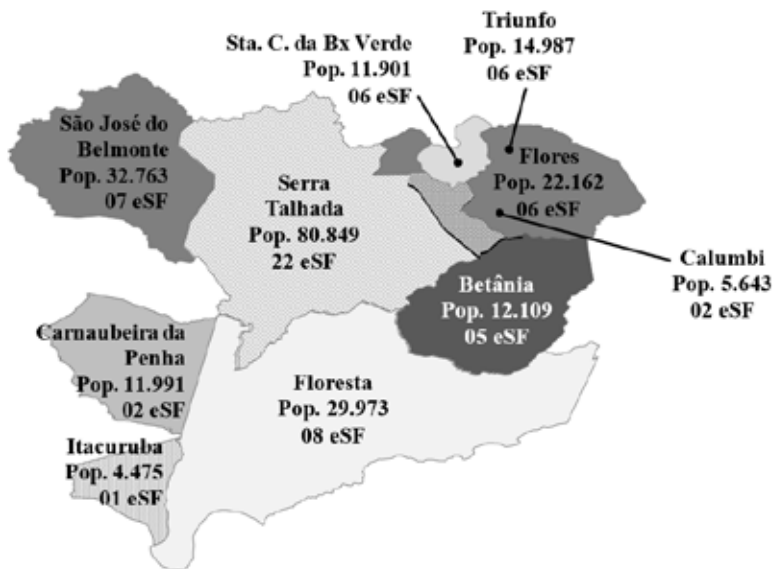 Triunfo
Pop. 14.987
06 eSF
Sta. C. da Bx Verde
Pop. 11.901
06 eSF
São José do
Belmonte
Pop. 32.763
07 eSF
Serra
Talhada
Pop. 80.849
22 eSF
Flores
Pop. 22.162
06 eSF
Calumbi
Pop. 5.643
02 eSF
Betânia
Pop. 12.109
05 eSF
Carnaubeira da
Penha
Pop. 11.991
02 eSF
Floresta
Pop. 29.973
08 eSF
Itacuruba
Pop. 4.475
01 eSF